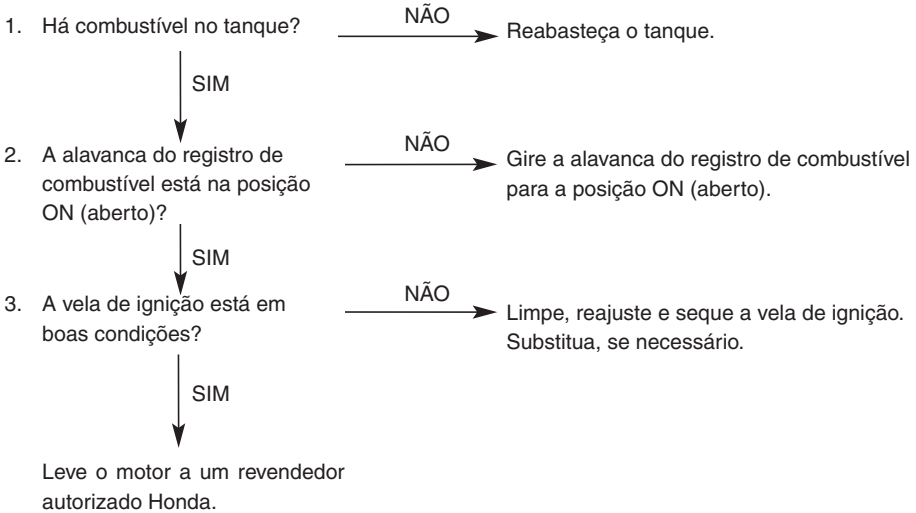 1. Há combustível no tanque?
NÃO
Reabasteça o tanque.
SIM
2. A alavanca do registro de
combustível está na posição
ON (aberto)?
NÃO
Gire a alavanca do registro de combustível
para a posição ON (aberto).
SIM
3. A vela de ignição está em
boas condições?
NÃO
Limpe, reajuste e seque a vela de ignição.
Substitua, se necessário.
SIM
Leve o motor a um revendedor
autorizado Honda.